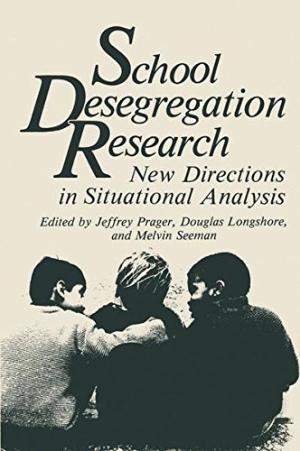 School
Desegregation
Research
New Directions
in Situational Analysis
Edited by Jeffrey Prager, Douglas Longshore,
and Melvin Seeman